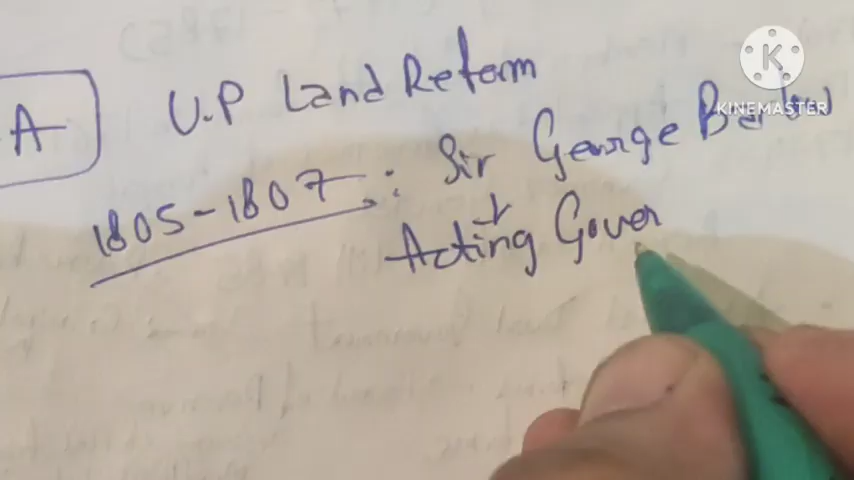 K
KINEMASTER
A
U.P Land Reform
1805-1807: Sir George Barlow
Acting Gover